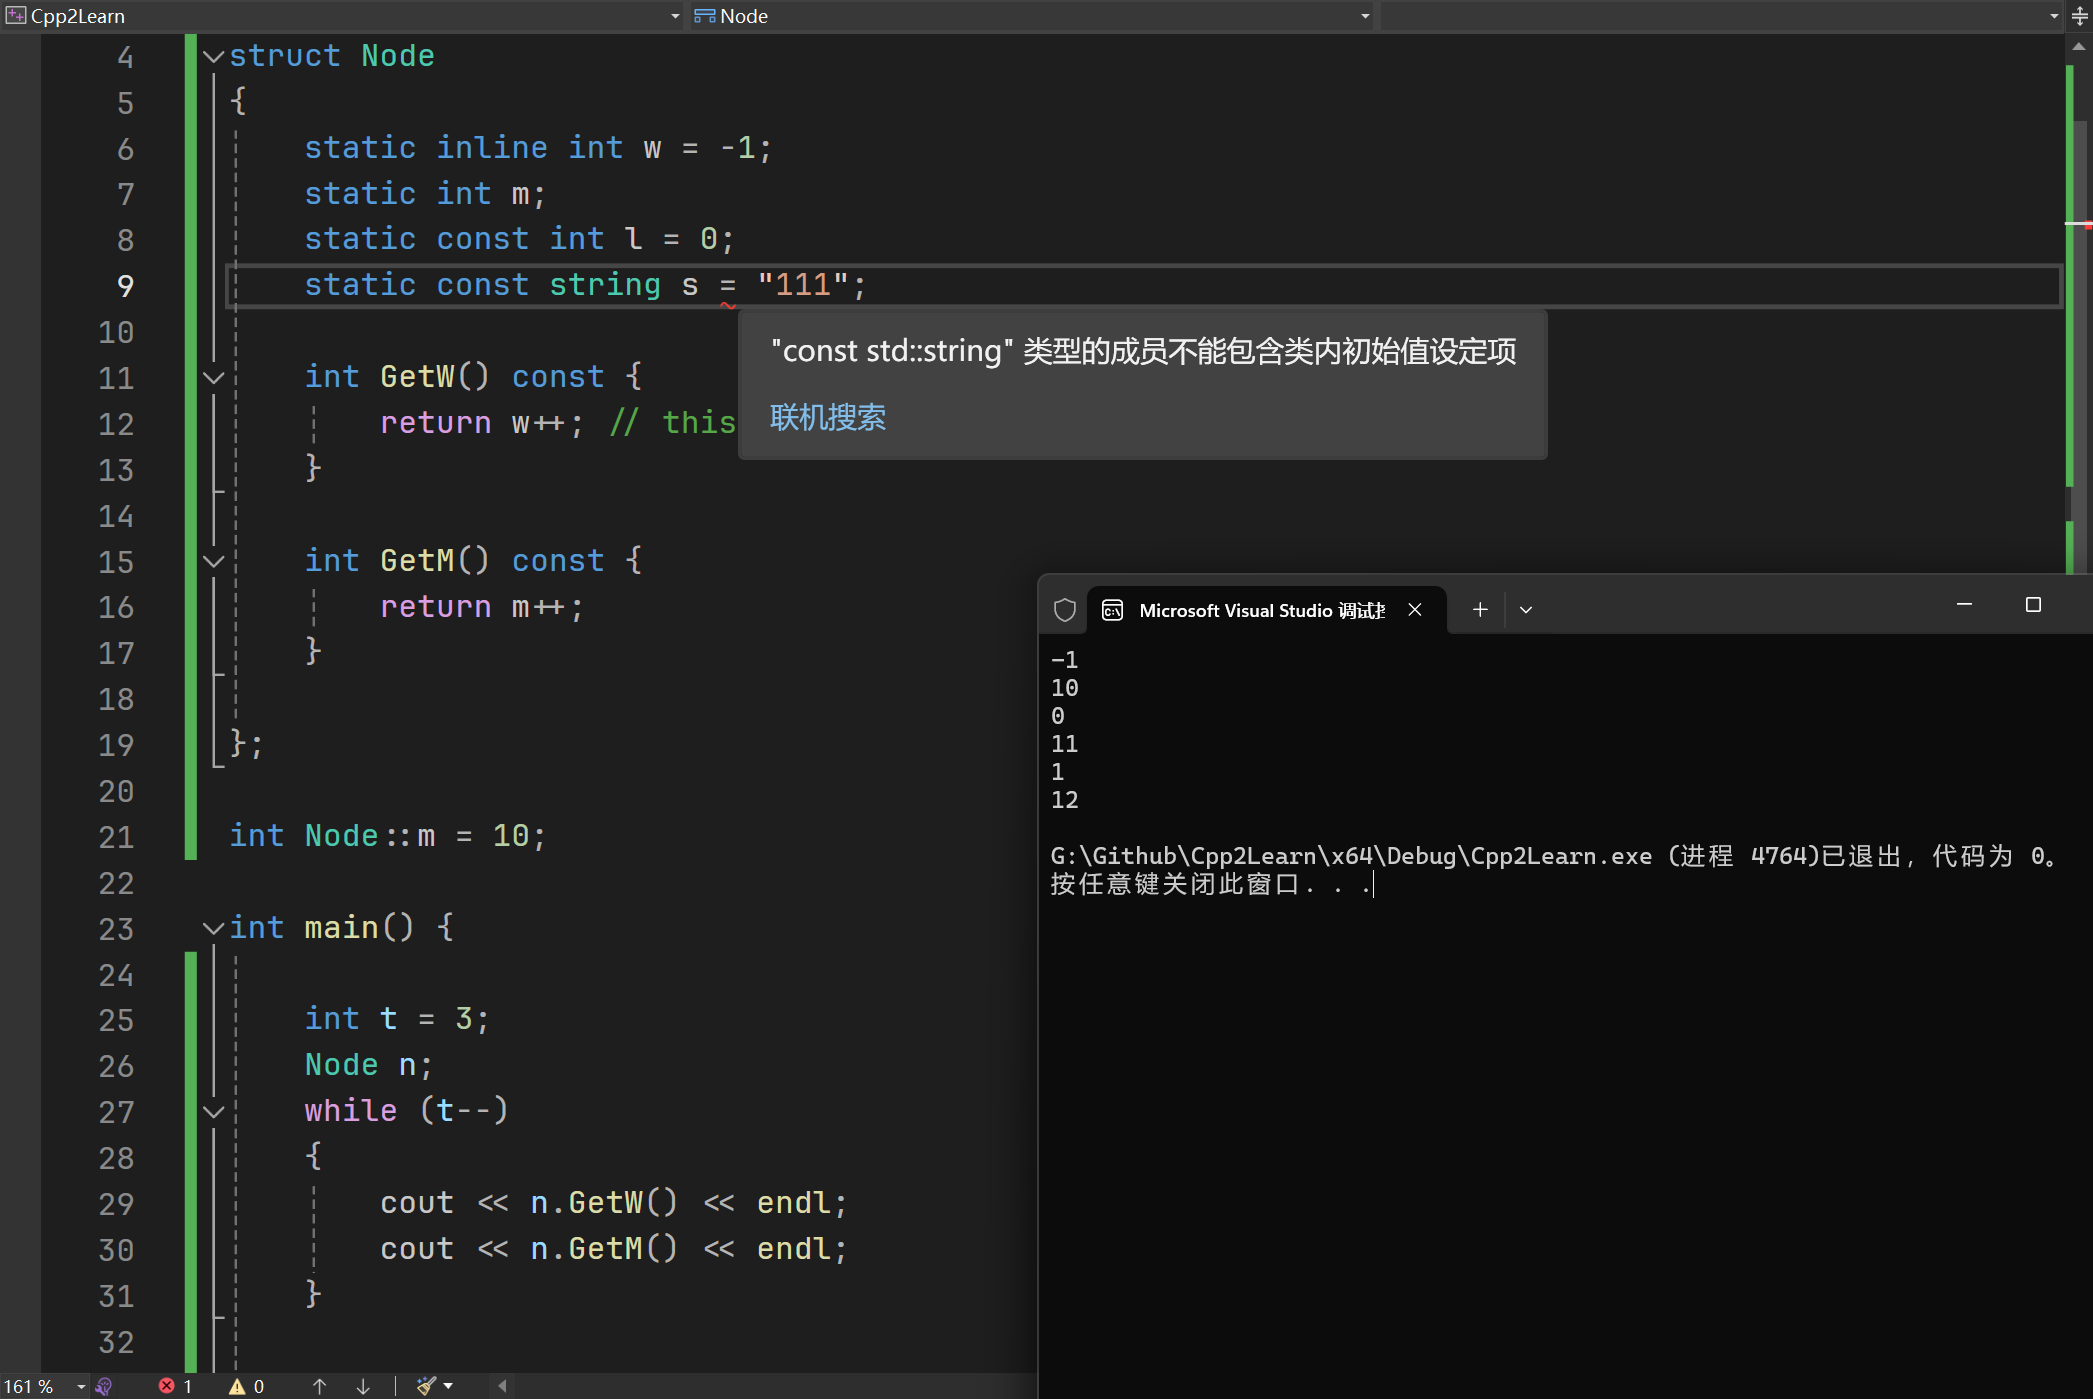 Cpp2Learn
Node
4 struct Node
5 {
6 static inline int w = -1;
7 static int m;
8 static const int l = 0;
9 static const string s = "111";
"const std::string" 类型的成员不能包含类内初始值设定项
联机搜索
10
11 int GetW() const {
12 return w++; // this
13 }
14
15 int GetM() const {
16 return m++;
17 }
18
19 };
20
21 int Node::m = 10;
22
23 int main() {
24
25 int t = 3;
26 Node n;
27 while (t--)
28 {
29 cout << n.GetW() << endl;
30 cout << n.GetM() << endl;
31 }
32
161 %
1
0
Microsoft Visual Studio 调试
-1
10
0
11
1
12
G:\Github\Cpp2Learn\x64\Debug\Cpp2Learn.exe (进程 4764)已退出，代码为 0。
按任意键关闭此窗口. . .